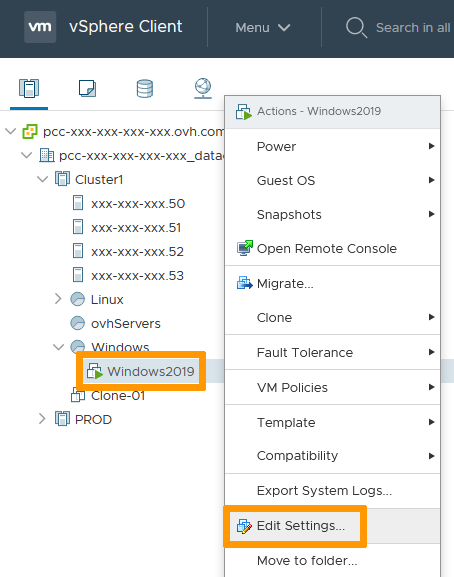 vm vSphere Client Menu Search in all
Actions - Windows2019
pcc-xxx-xxx-xxx-xxx.ovh.com
Power
pcc-xxx-xxx-xxx-xxx_datac
Guest OS
Cluster1
xxx-xxx-xxx.50
Snapshots
xxx-xxx-xxx.51
Open Remote Console
xxx-xxx-xxx.52
xxx-xxx-xxx.53
Migrate...
Linux
Clone
ovhServers
Windows
Fault Tolerance
Windows2019
VM Policies
Clone-01
PROD
Template
Compatibility
Export System Logs...
Edit Settings...
Move to folder...